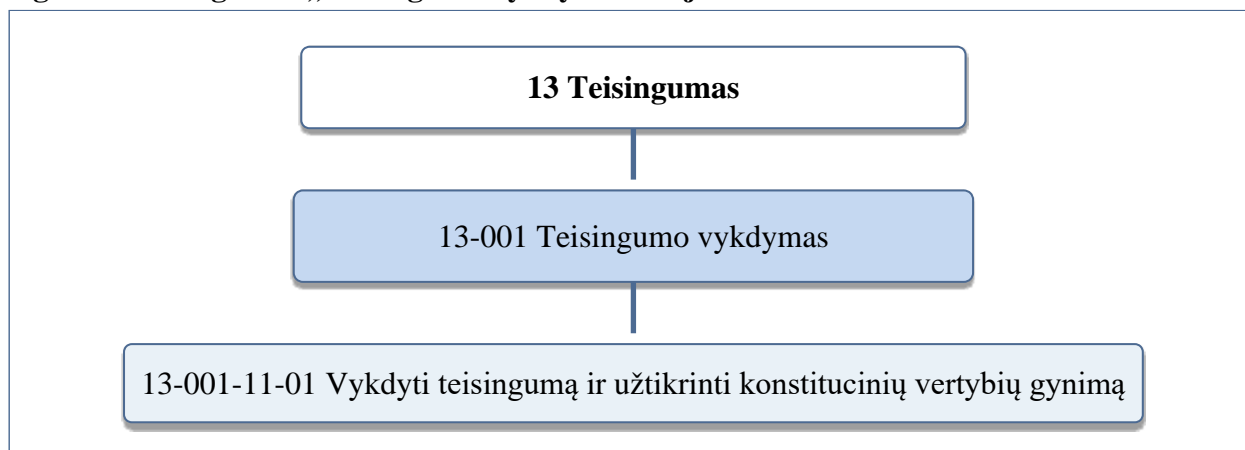 13 Teisingumas
13-001 Teisingumo vykdymas
13-001-11-01 Vykdyti teisingumą ir užtikrinti konstitucinių vertybių gynimą